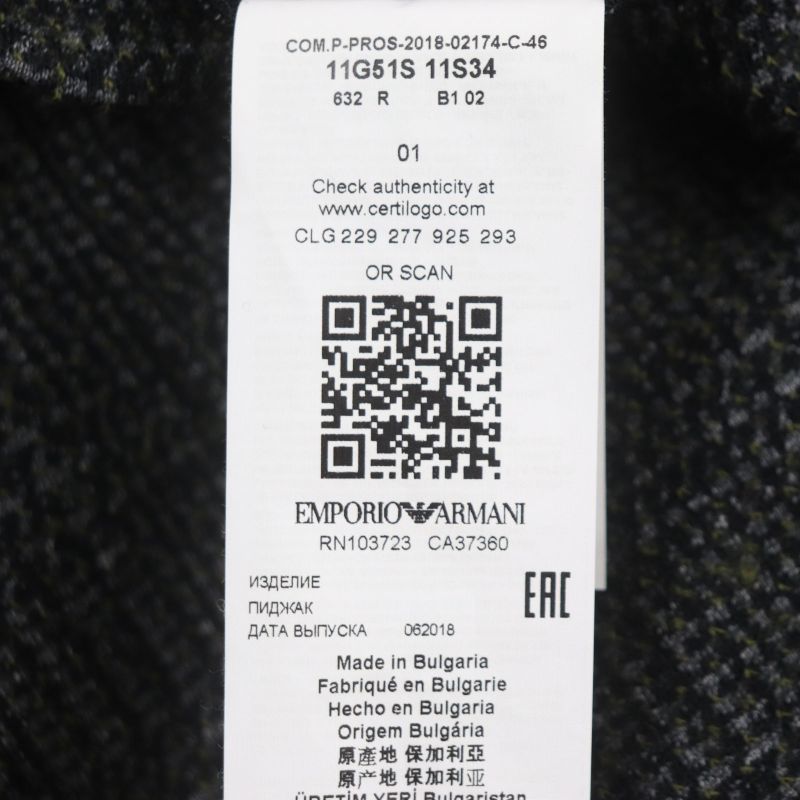 COM.P-PROS-2018-02174-C-46
11G51S 11S34
632 R B1 02
01
Check authenticity at
www.certilogo.com
CLG 229 277 925 293
OR SCAN
EMPORIO ARMANI
RN103723 CA37360
ИЗДЕЛИЕ
ПИДЖАК
ДАТА ВЫПУСКА 062018
EAC
Made in Bulgaria
Fabriqué en Bulgarie
Hecho en Bulgaria
Origem Bulgária
原產地 保加利亞
原产地 保加利亚
ÜRETİM YERİ Bulgaristan